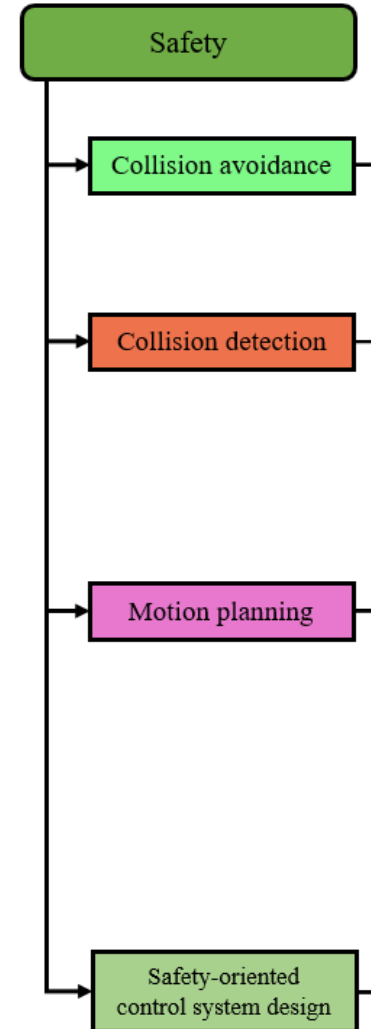 Safety
Collision avoidance
Collision detection
Motion planning
Safety-oriented
control system design